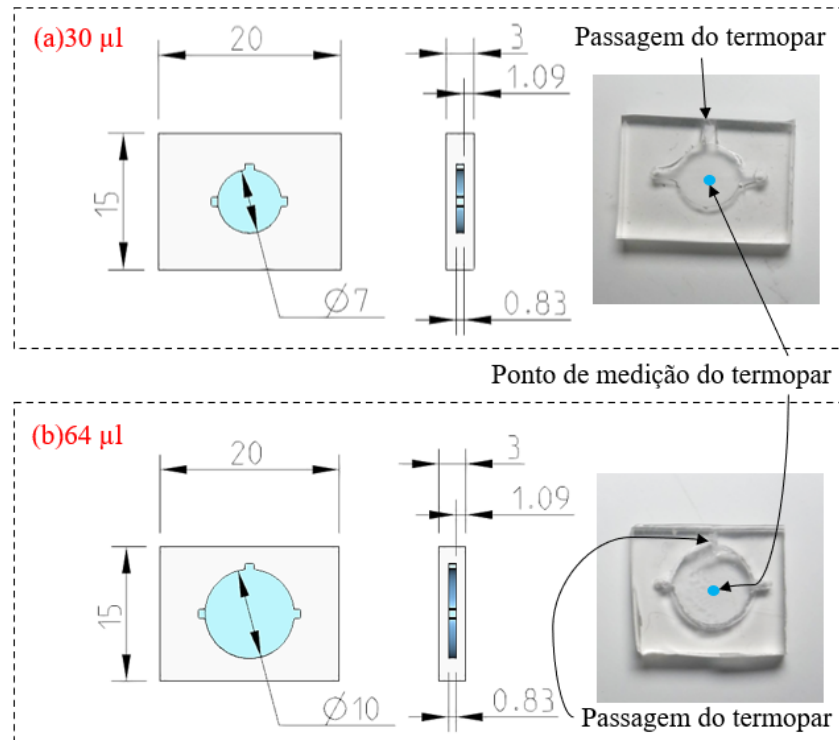 (a)30 µl
20
3
1.09
15
Ø7
0.83
Passagem do termopar
Ponto de medição do termopar
(b)64 µl
20
3
1.09
15
Ø10
0.83
Passagem do termopar